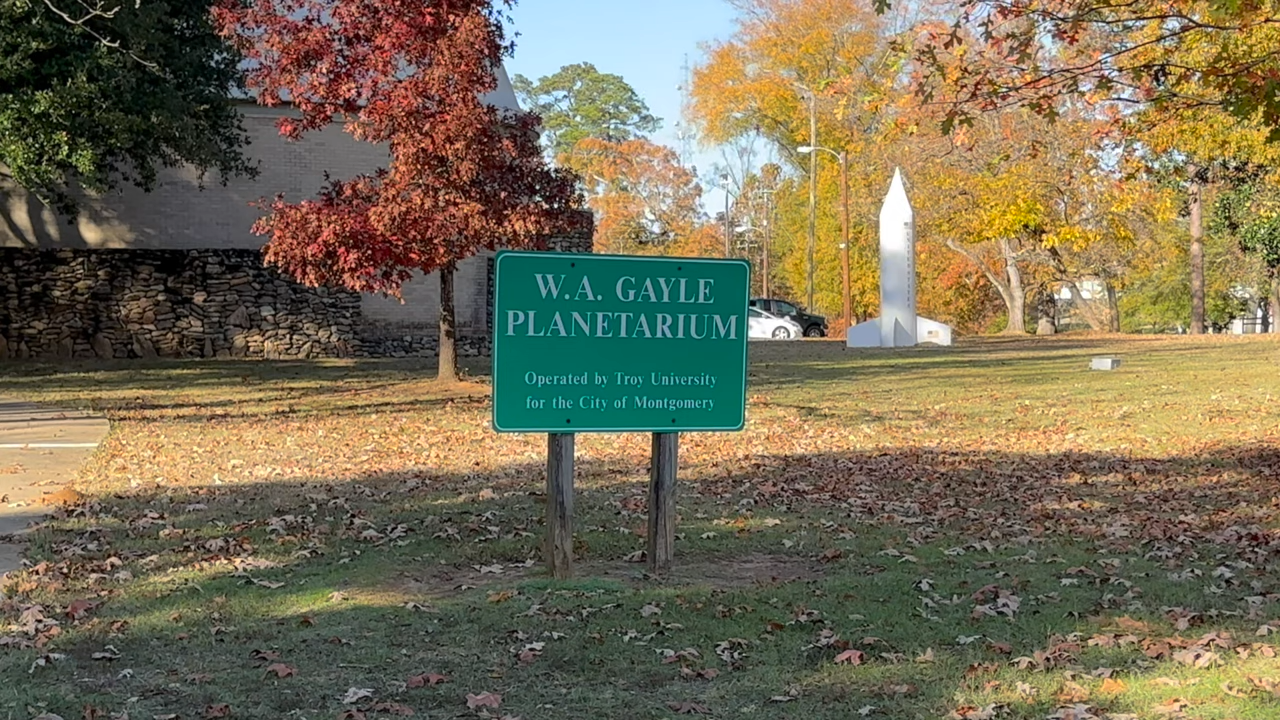 W.A. GAYLE
PLANETARIUM
Operated by Troy University
for the City of Montgomery